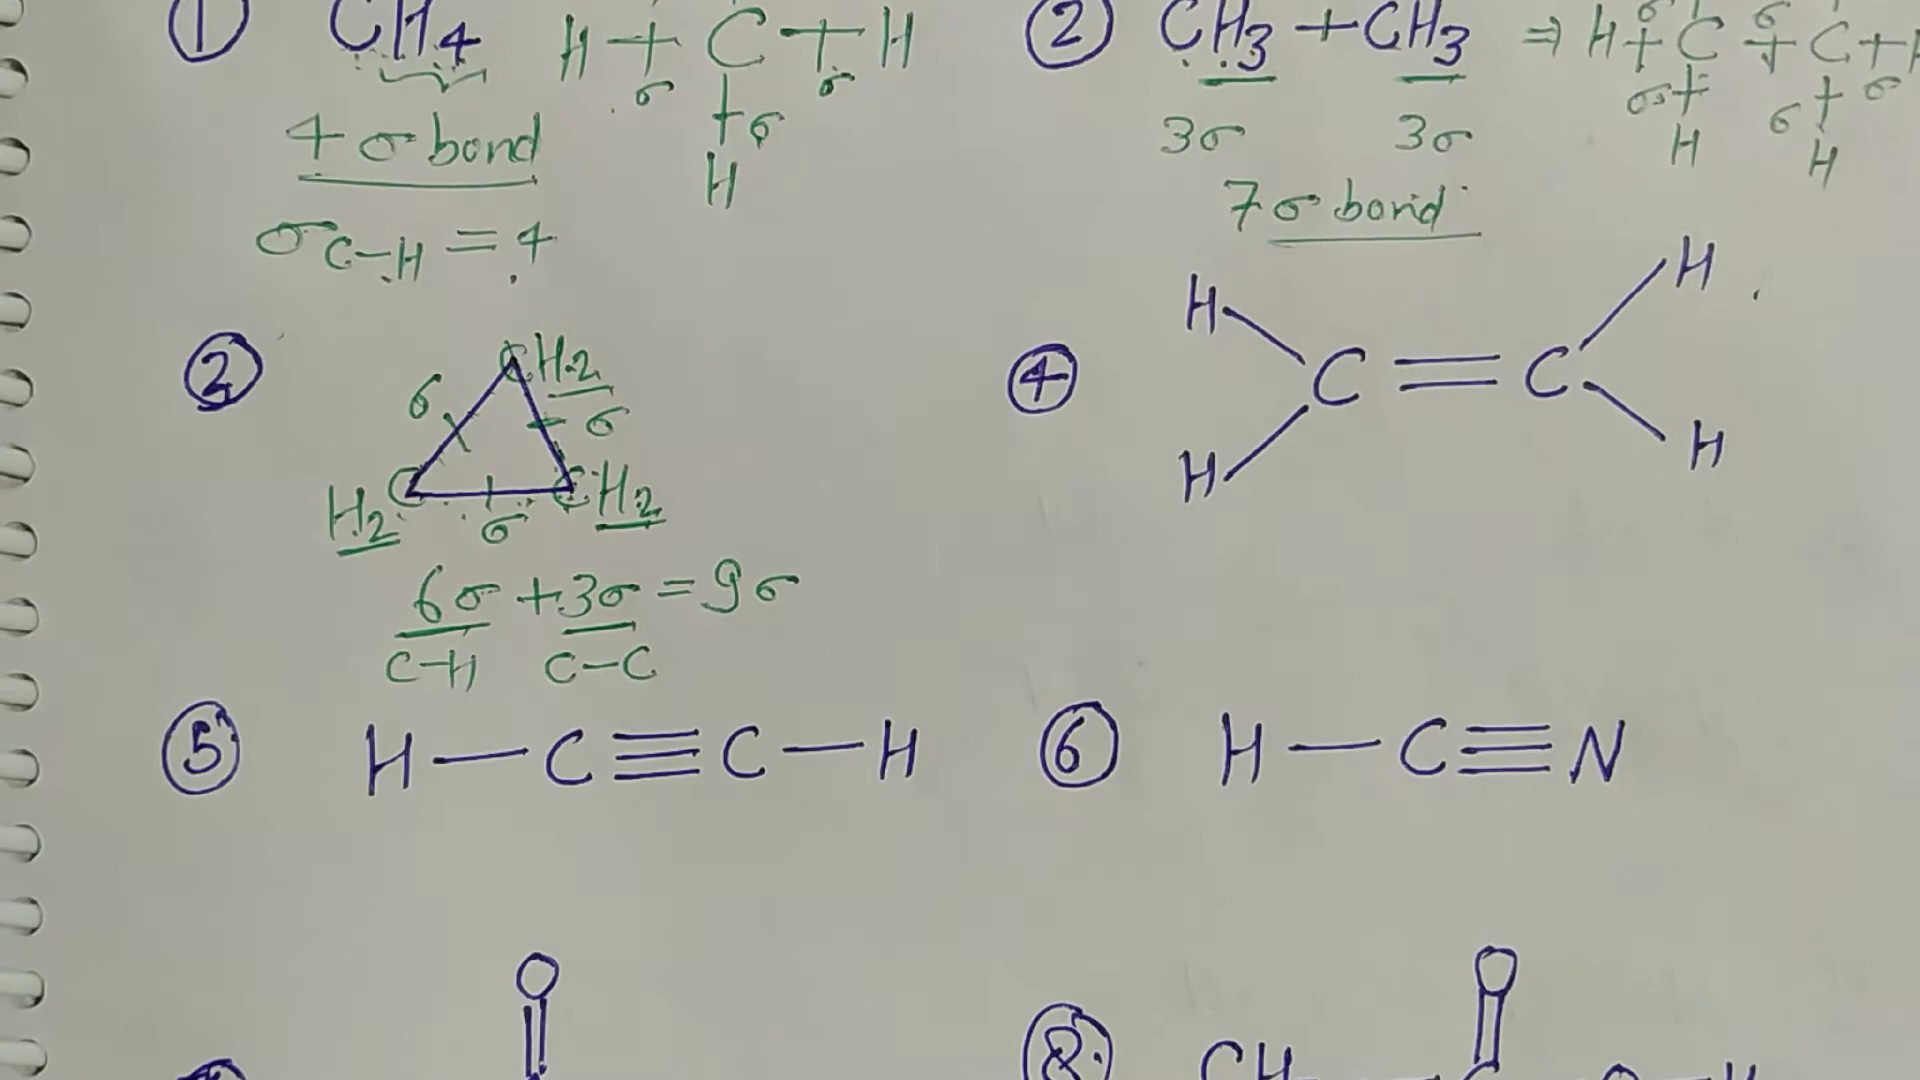 ① CH4 H C H
σ σ
4 σ bond σ
H
σC-H = 4
② CH3 + CH3 ⇒ H C C
σ σ
3σ 3σ σ σ σ
H H
7σ bond
② CH2
σ σ
H2C CH2
σ
6σ + 3σ = 9σ
C-H C-C
④ H H
C = C
H H
⑤ H — C ≡ C — H
⑥ H — C ≡ N
O
⑧ O
CH C O H